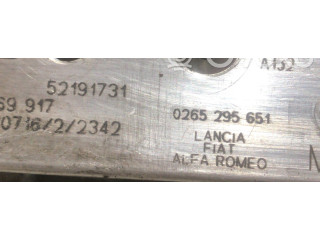 A132
52191731
69.917
0716/2/2342
0265 295 651
LANCIA
FIAT
ALFA ROMEO